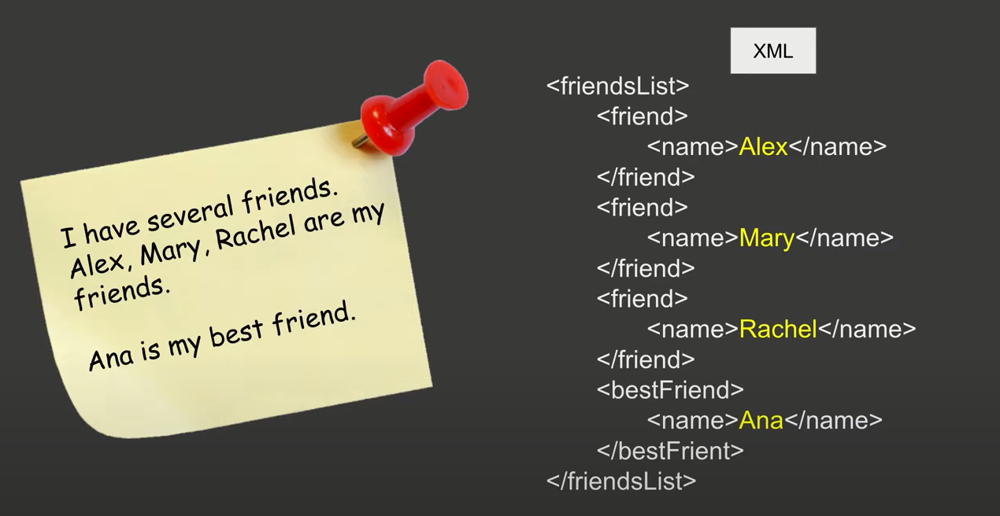 I have several friends.
Alex, Mary, Rachel are my
friends.
Ana is my best friend.
XML
<friendsList>
<friend>
<name>Alex</name>
</friend>
<friend>
<name>Mary</name>
</friend>
<friend>
<name>Rachel</name>
</friend>
<bestFriend>
<name>Ana</name>
</bestFrient>
</friendsList>